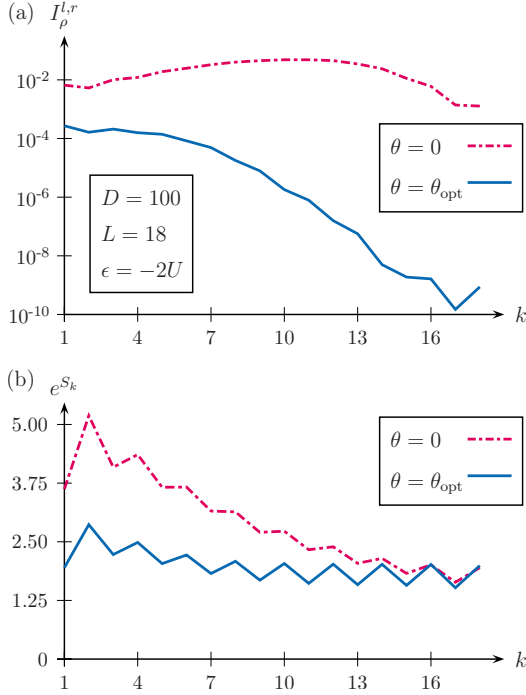 (a) $I_\rho^{l,r}$
10⁻²
10⁻⁴
10⁻⁶
10⁻⁸
10⁻¹⁰
θ = 0
θ = θ_opt
D = 100
L = 18
ϵ = −2U
1 4 7 10 13 16 k
(b) $e^{S_k}$
5.00
3.75
2.50
1.25
0
θ = 0
θ = θ_opt
1 4 7 10 13 16 k